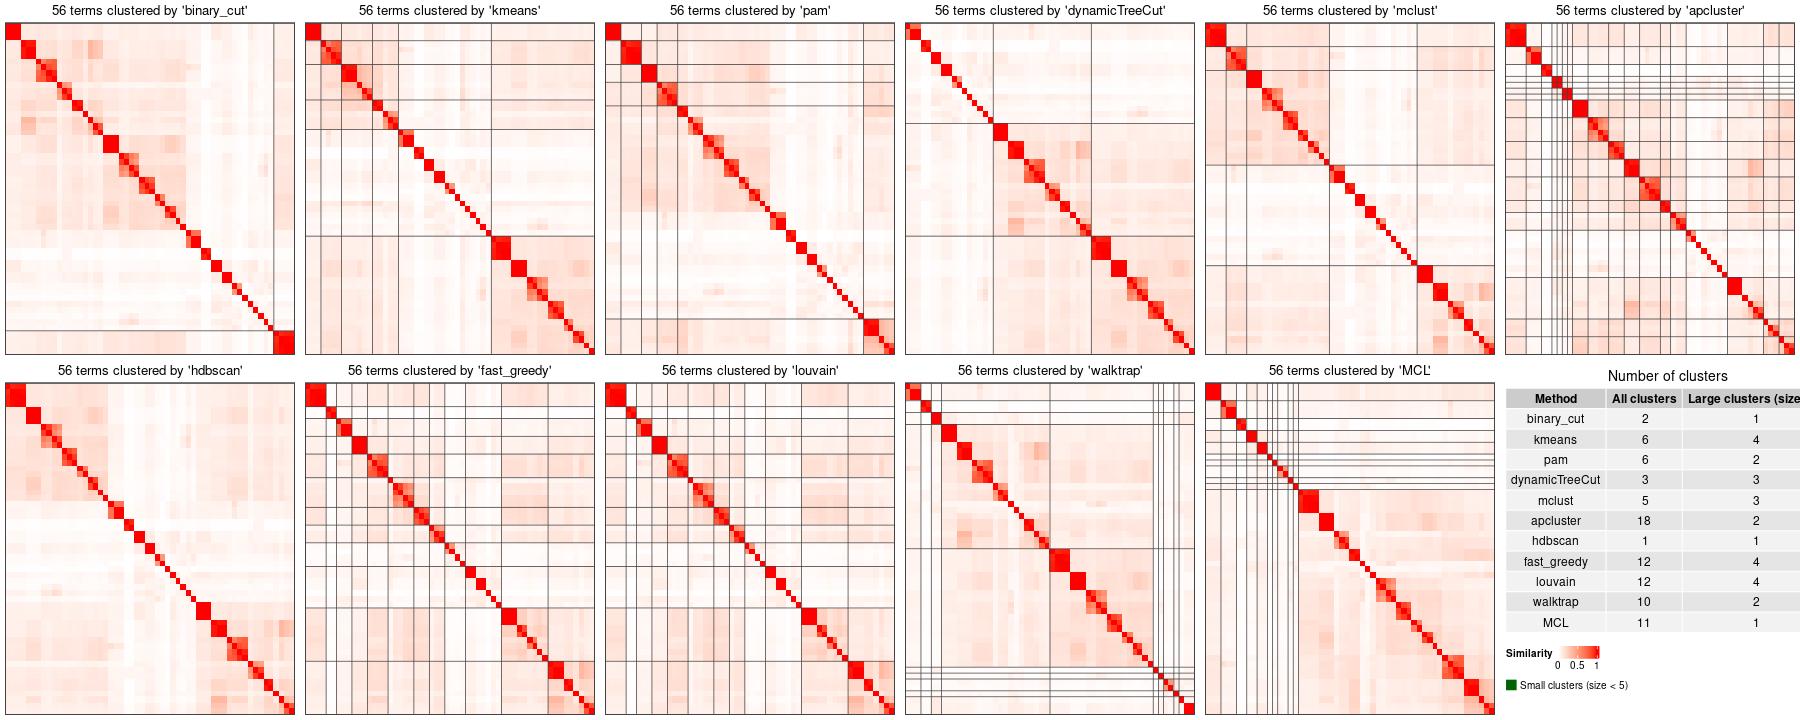 56 terms clustered by 'binary_cut'
56 terms clustered by 'kmeans'
56 terms clustered by 'pam'
56 terms clustered by 'dynamicTreeCut'
56 terms clustered by 'mclust'
56 terms clustered by 'apcluster'
56 terms clustered by 'hdbscan'
56 terms clustered by 'fast_greedy'
56 terms clustered by 'louvain'
56 terms clustered by 'walktrap'
56 terms clustered by 'MCL'
Number of clusters
Method All clusters Large clusters (size
binary_cut 2 1
kmeans 6 4
pam 6 2
dynamicTreeCut 3 3
mclust 5 3
apcluster 18 2
hdbscan 1 1
fast_greedy 12 4
louvain 12 4
walktrap 10 2
MCL 11 1
Similarity
0 0.5 1
Small clusters (size < 5)